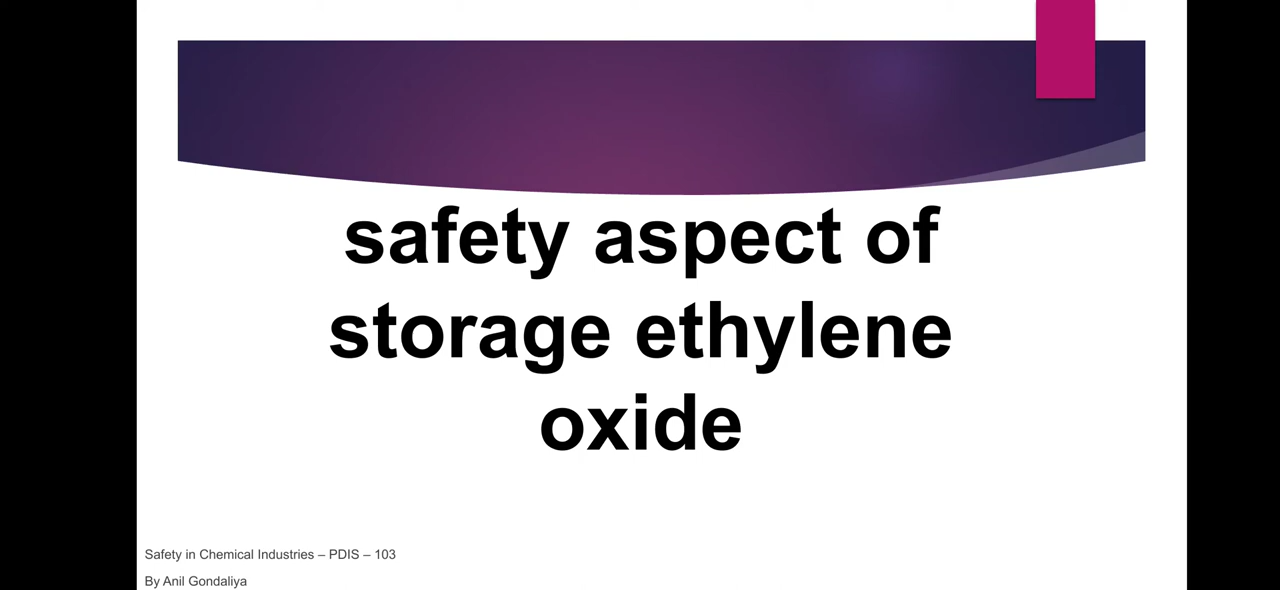 safety aspect of
storage ethylene
oxide
Safety in Chemical Industries – PDIS – 103
By Anil Gondaliya